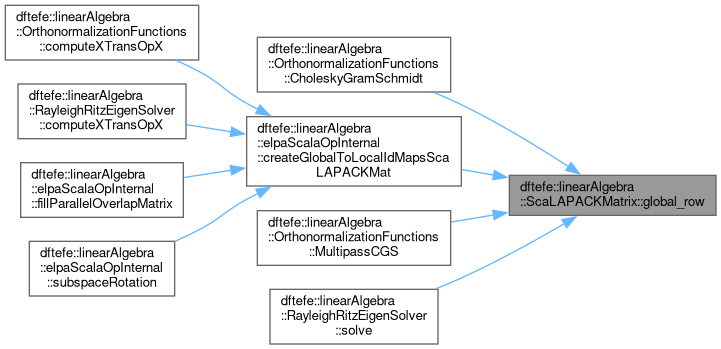 dftefe::linearAlgebra
::OrthonormalizationFunctions
::computeXTransOpX
dftefe::linearAlgebra
::RayleighRitzEigenSolver
::computeXTransOpX
dftefe::linearAlgebra
::elpaScalaOpInternal
::fillParallelOverlapMatrix
dftefe::linearAlgebra
::elpaScalaOpInternal
::subspaceRotation
dftefe::linearAlgebra
::OrthonormalizationFunctions
::CholeskyGramSchmidt
dftefe::linearAlgebra
::elpaScalaOpInternal
::createGlobalToLocalIdMapsSca
LAPACKMat
dftefe::linearAlgebra
::OrthonormalizationFunctions
::MultipassCGS
dftefe::linearAlgebra
::RayleighRitzEigenSolver
::solve
dftefe::linearAlgebra
::ScaLAPACKMatrix::global_row